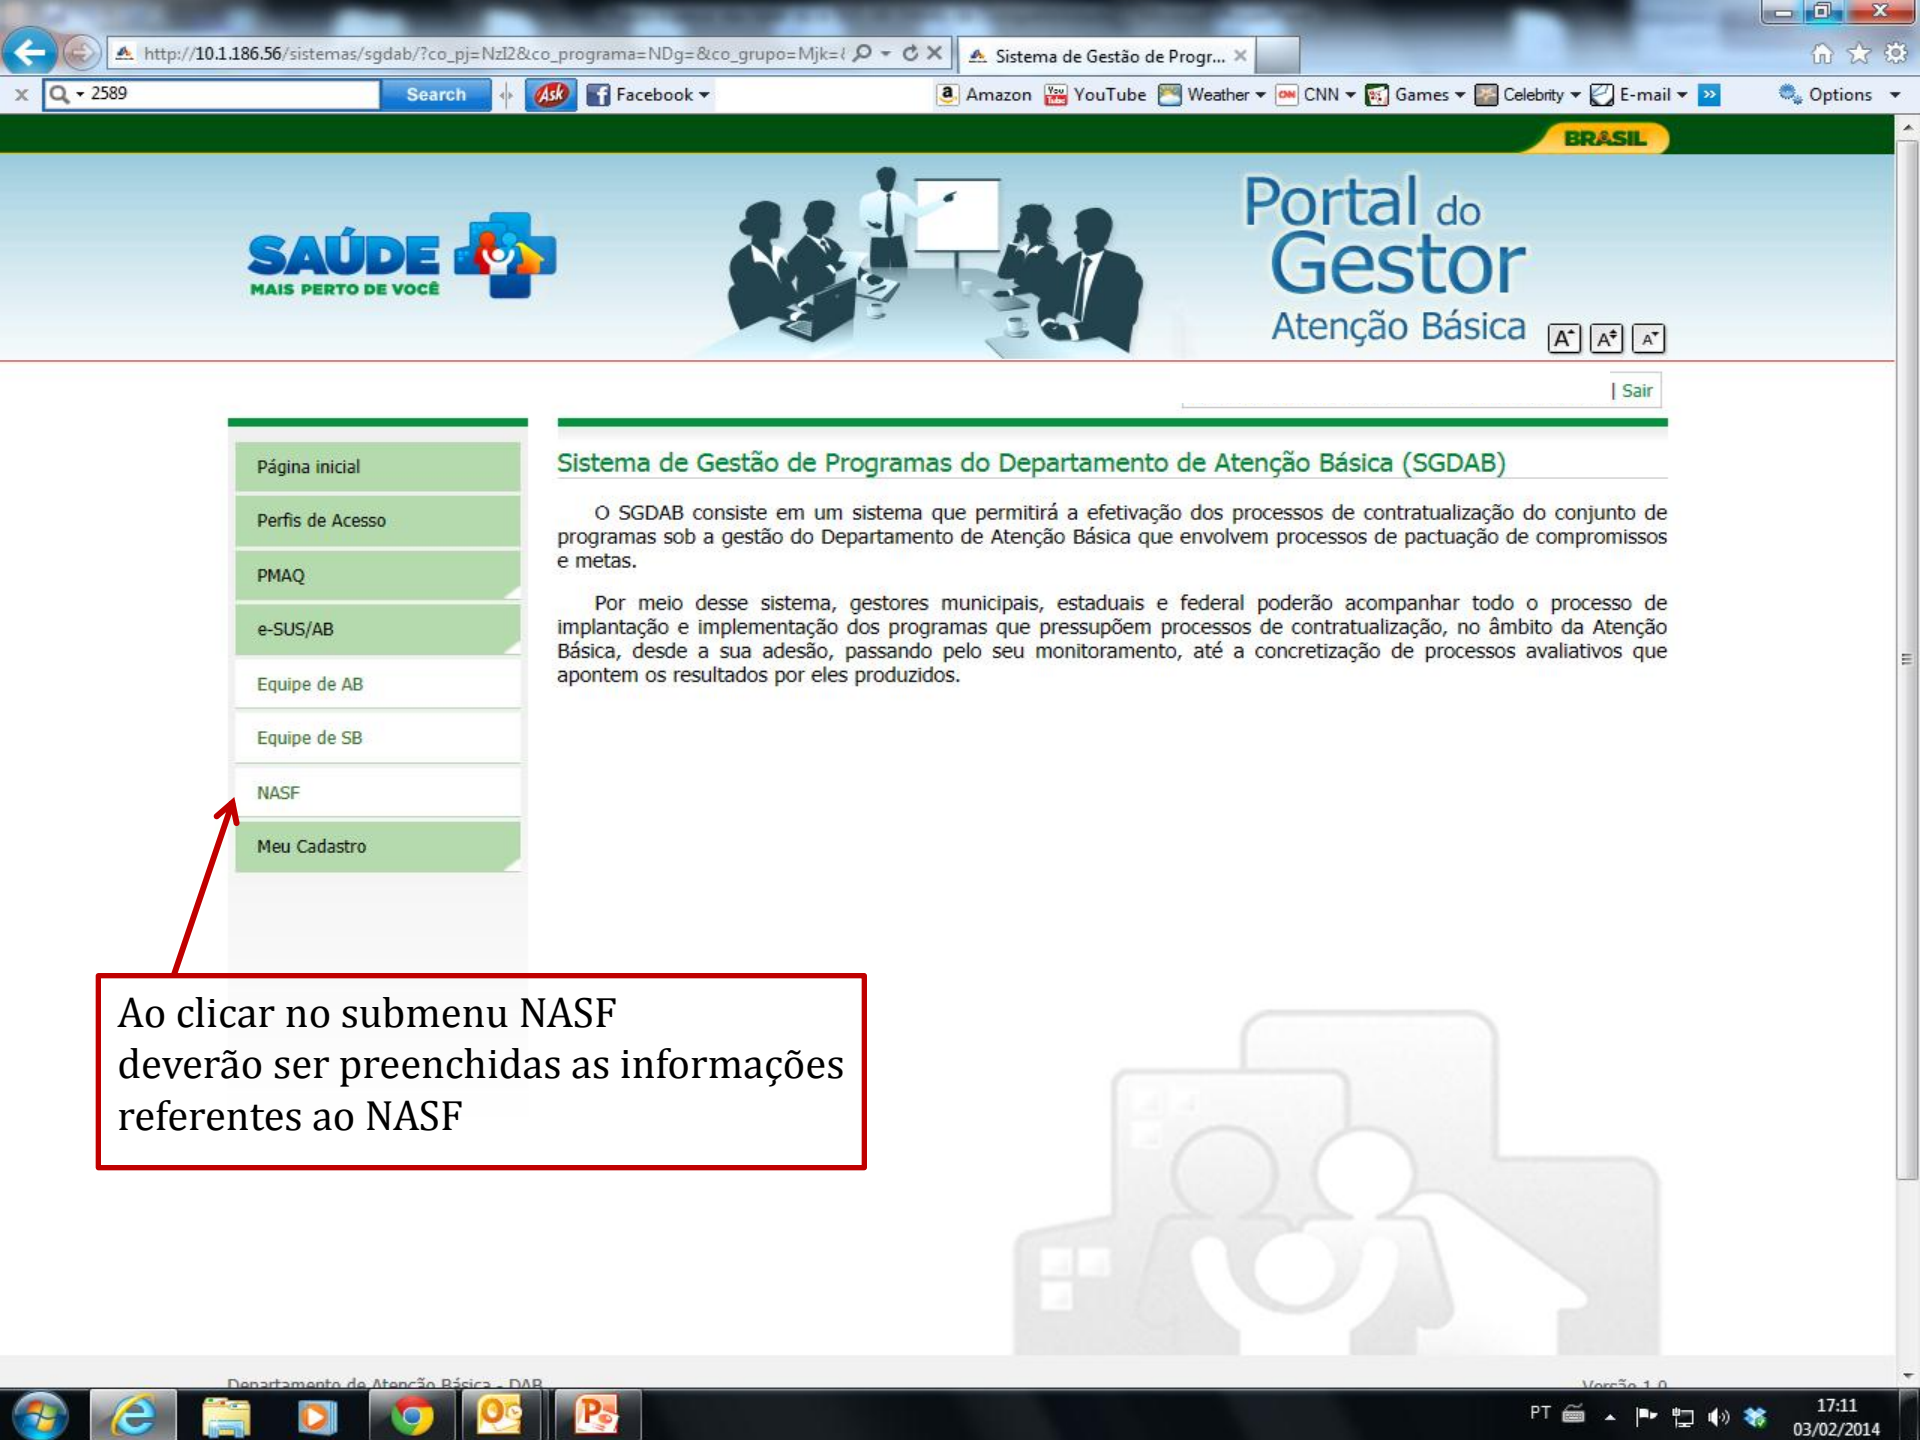 http://10.1.186.56/sistemas/sgdab/?co_pj=NzI2&co_programa=NDg=&co_grupo=Mjk=
Sistema de Gestão de Progr...
2589
Search
Ask
Facebook
Amazon
YouTube
Weather
CNN
Games
Celebrity
E-mail
Options
BRASIL
SAÚDE
MAIS PERTO DE VOCÊ
Portal do
Gestor
Atenção Básica
A A A
| Sair
Página inicial
Perfis de Acesso
PMAQ
e-SUS/AB
Equipe de AB
Equipe de SB
NASF
Meu Cadastro
Sistema de Gestão de Programas do Departamento de Atenção Básica (SGDAB)
O SGDAB consiste em um sistema que permitirá a efetivação dos processos de contratualização do conjunto de
programas sob a gestão do Departamento de Atenção Básica que envolvem processos de pactuação de compromissos
e metas.
Por meio desse sistema, gestores municipais, estaduais e federal poderão acompanhar todo o processo de
implantação e implementação dos programas que pressupõem processos de contratualização, no âmbito da Atenção
Básica, desde a sua adesão, passando pelo seu monitoramento, até a concretização de processos avaliativos que
apontem os resultados por eles produzidos.
Ao clicar no submenu NASF
deverão ser preenchidas as informações
referentes ao NASF
Departamento de Atenção Básica - DAB
Versão 1.0
PT
17:11
03/02/2014